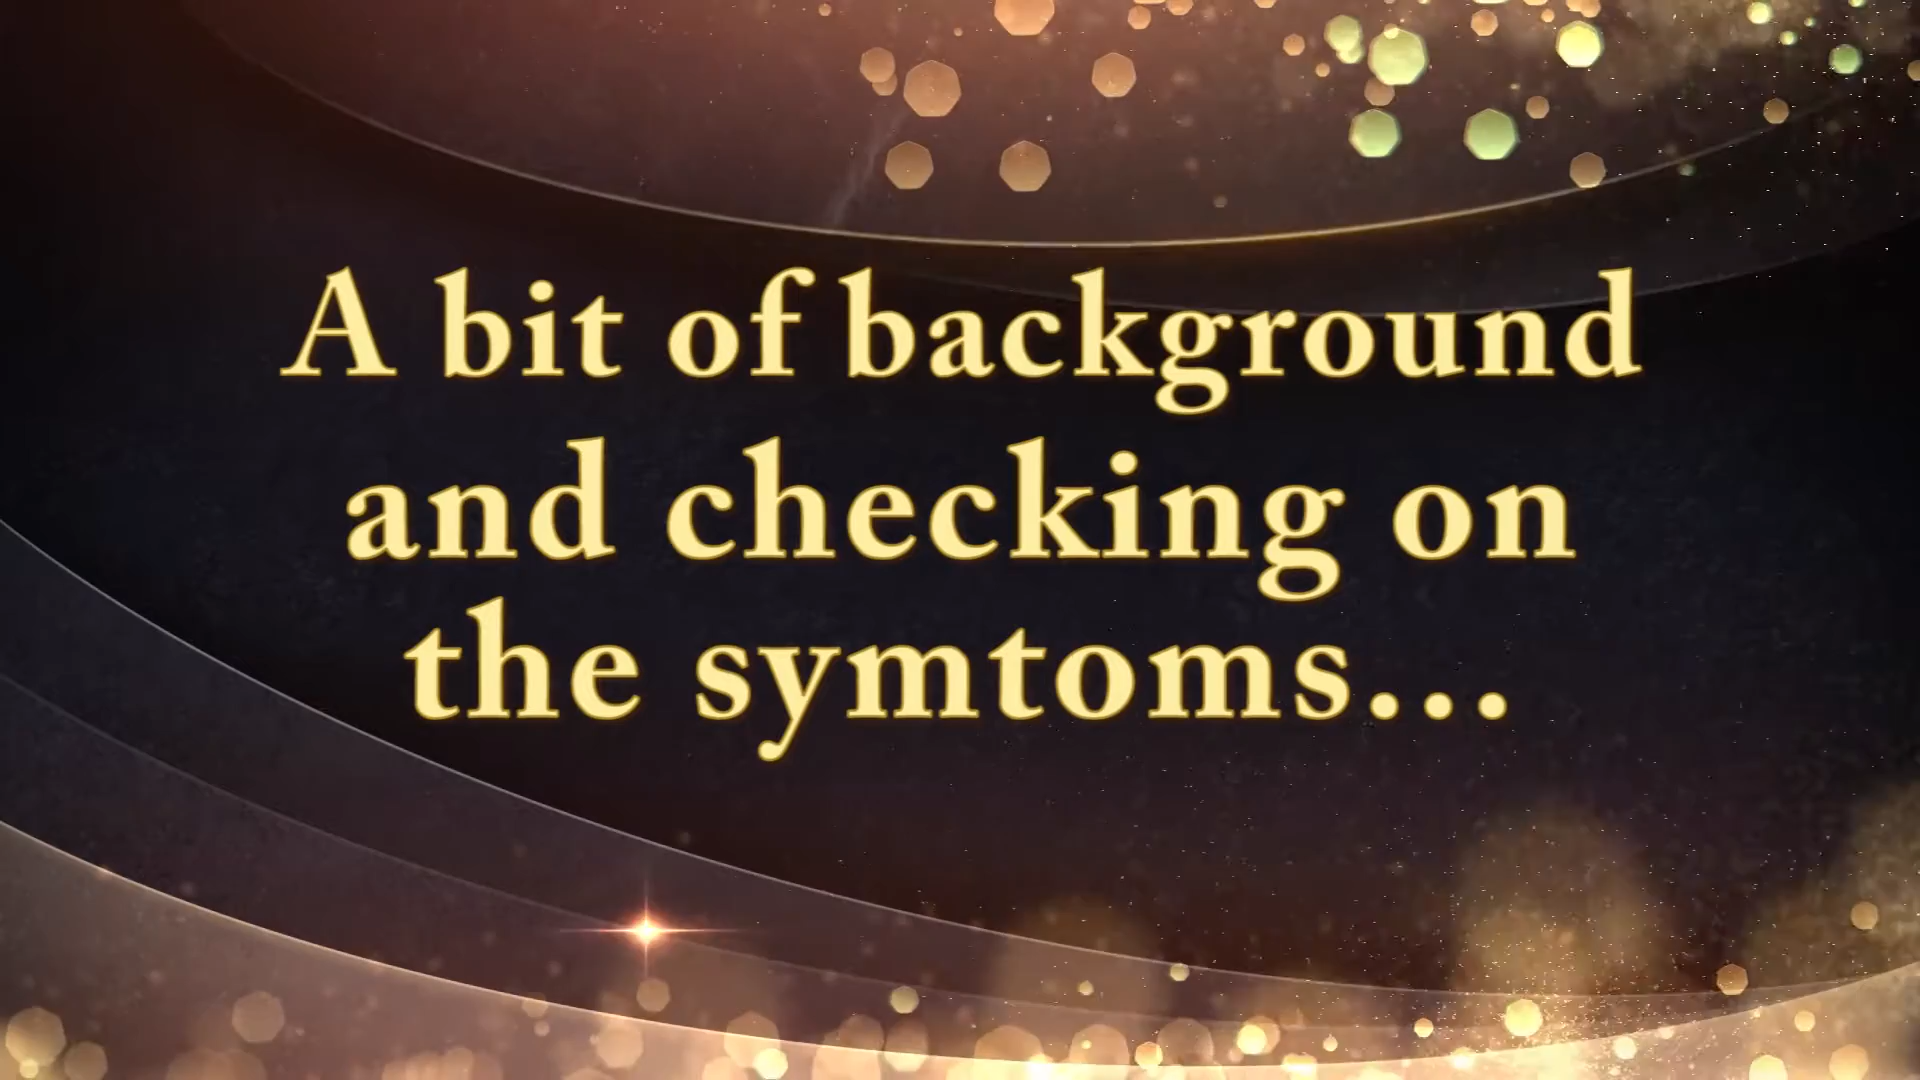 A bit of background
and checking on
the symtoms...